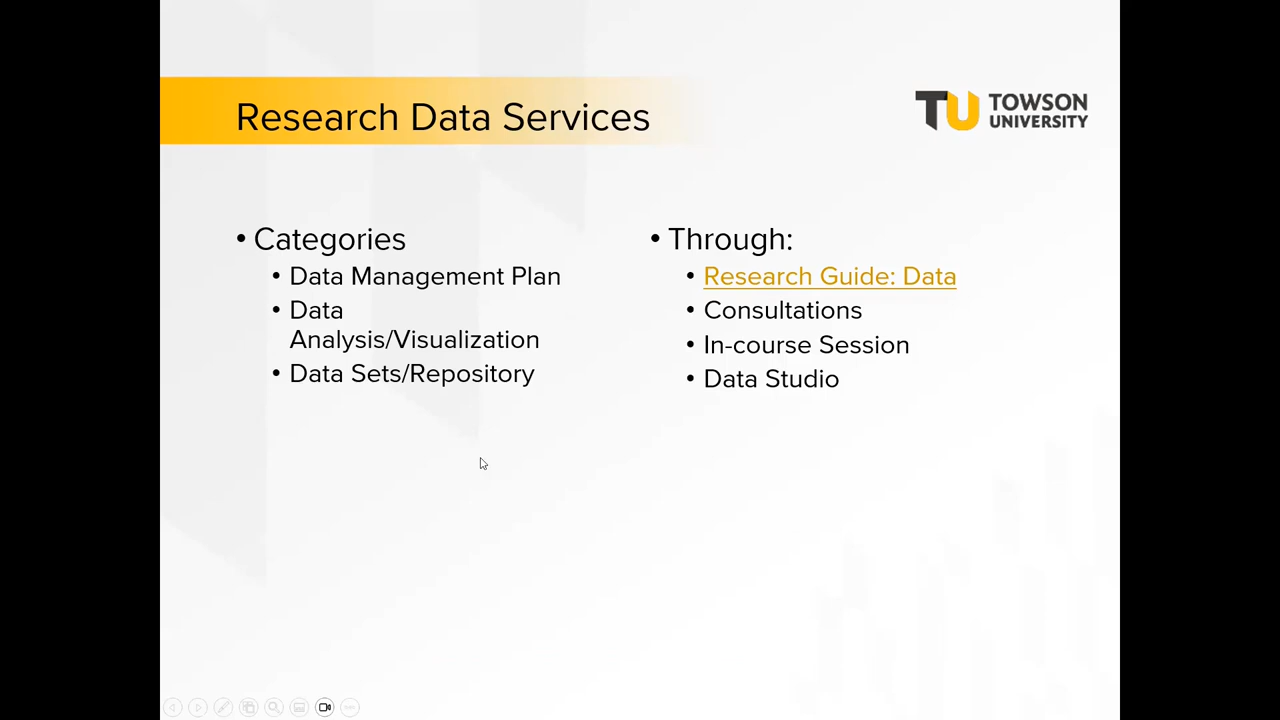 Research Data Services
TU TOWSON
UNIVERSITY
• Categories
• Data Management Plan
• Data
Analysis/Visualization
• Data Sets/Repository
• Through:
• Research Guide: Data
• Consultations
• In-course Session
• Data Studio